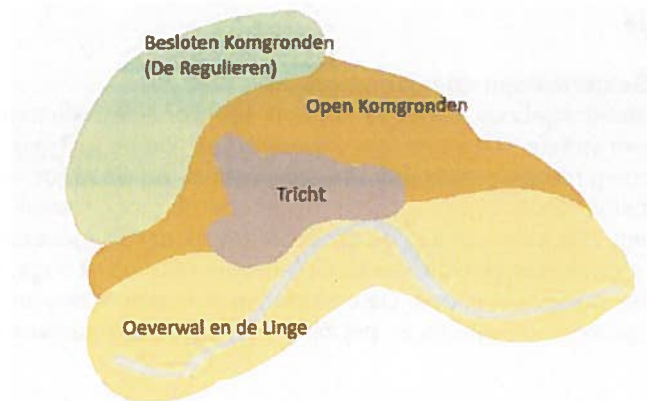 Besloten Komgronden
(De Regulieren)
Open Komgronden
Tricht
Oeverwal en de Linge